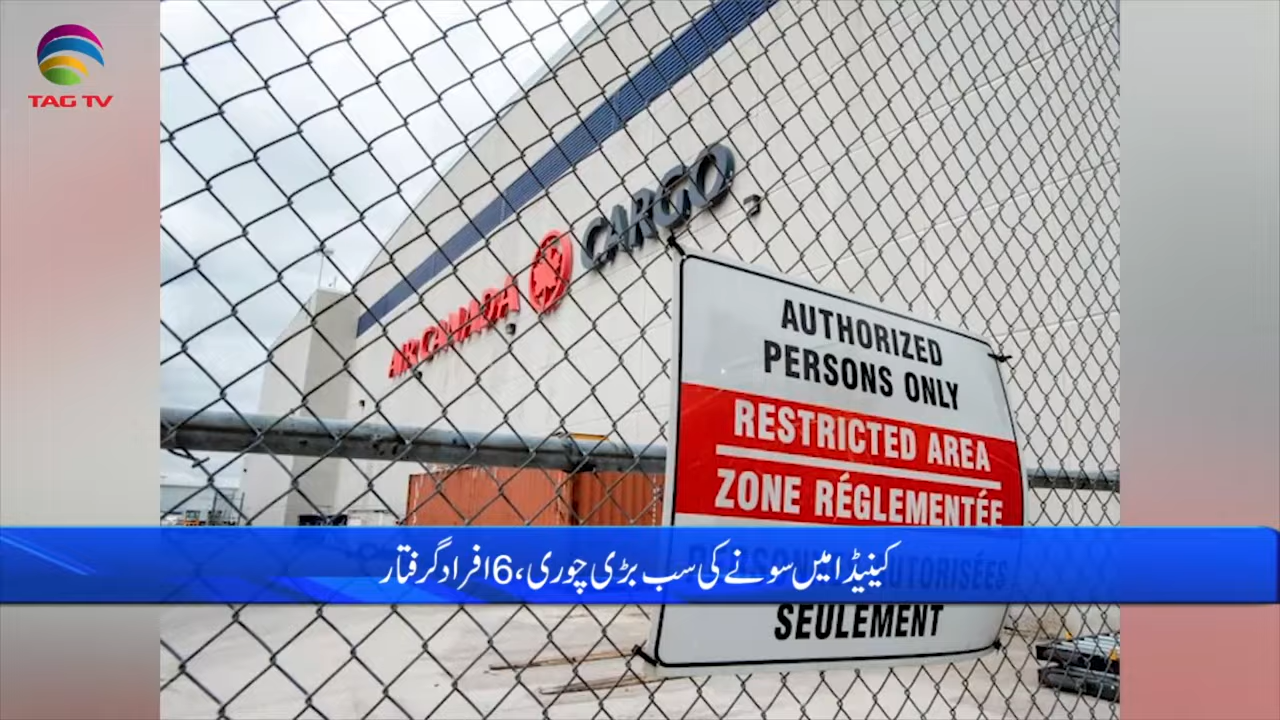 TAG TV
AIR CANADA CARGO
AUTHORIZED
PERSONS ONLY
RESTRICTED AREA
ZONE RÉGLEMENTÉE
کینیڈا میں سونے کی سب بڑی چوری، 6 افراد گرفتار
AUTORISÉES
SEULEMENT